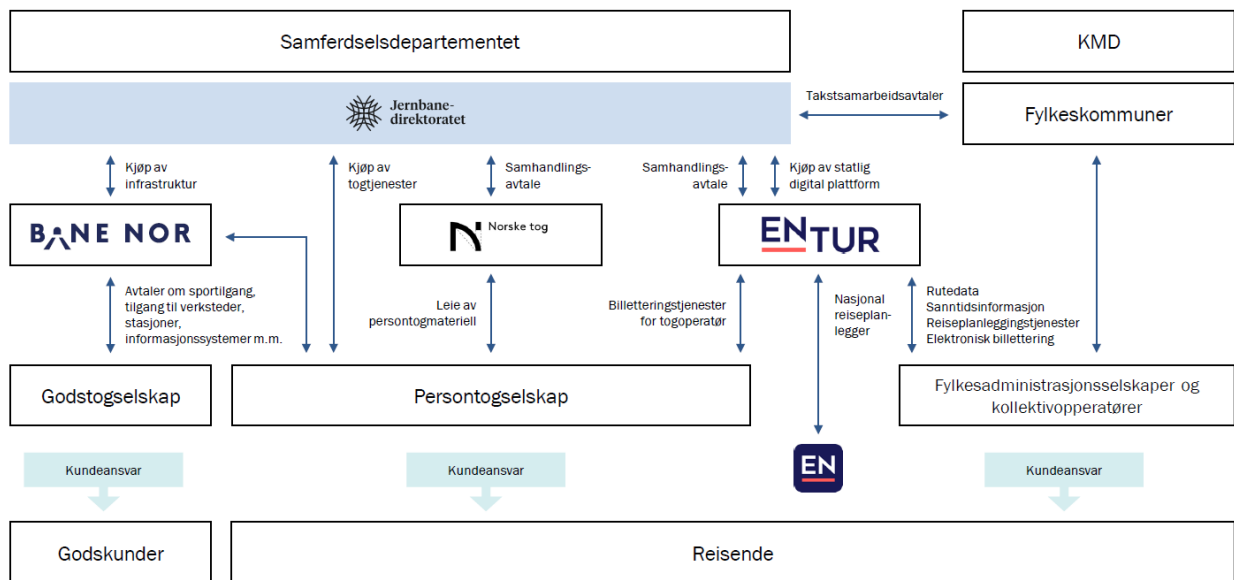 Samferdselsdepartementet
KMD
Jernbane-
direktoratet
Takstsamarbeidsavtaler
Fylkeskommuner
Kjøp av
infrastruktur
Kjøp av
togtjenester
Samhandlings-
avtale
Samhandlings-
avtale
Kjøp av statlig
digital plattform
BANE NOR
Norske tog
ENTUR
Avtaler om sportilgang,
tilgang til verksteder,
stasjoner,
informasjonssystemer m.m.
Leie av
persontogmateriell
Billetteringstjenester
for togoperatør
Nasjonal
reiseplan-
legger
Rutedata
Sanntidsinformasjon
Reiseplanleggingstjenester
Elektronisk billettering
Godstogselskap
Persontogselskap
Fylkesadministrasjonsselskaper og
kollektivoperatører
Kundeansvar
Kundeansvar
EN
Kundeansvar
Godskunder
Reisende